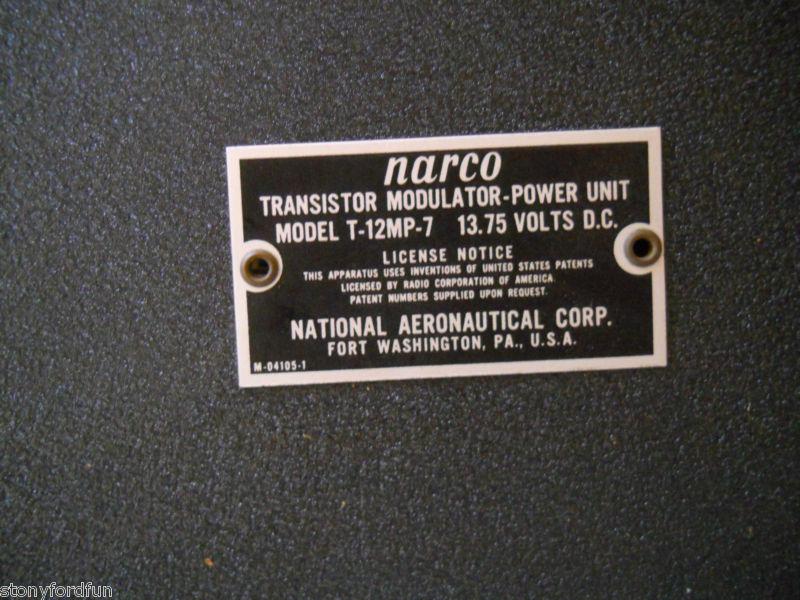 narco
TRANSISTOR MODULATOR-POWER UNIT
MODEL T-12MP-7 13.75 VOLTS D.C.
LICENSE NOTICE
THIS APPARATUS USES INVENTIONS OF UNITED STATES PATENTS
LICENSED BY RADIO CORPORATION OF AMERICA.
PATENT NUMBERS SUPPLIED UPON REQUEST.
NATIONAL AERONAUTICAL CORP.
FORT WASHINGTON, PA., U.S.A.
M-04105-1
stonyfordfun